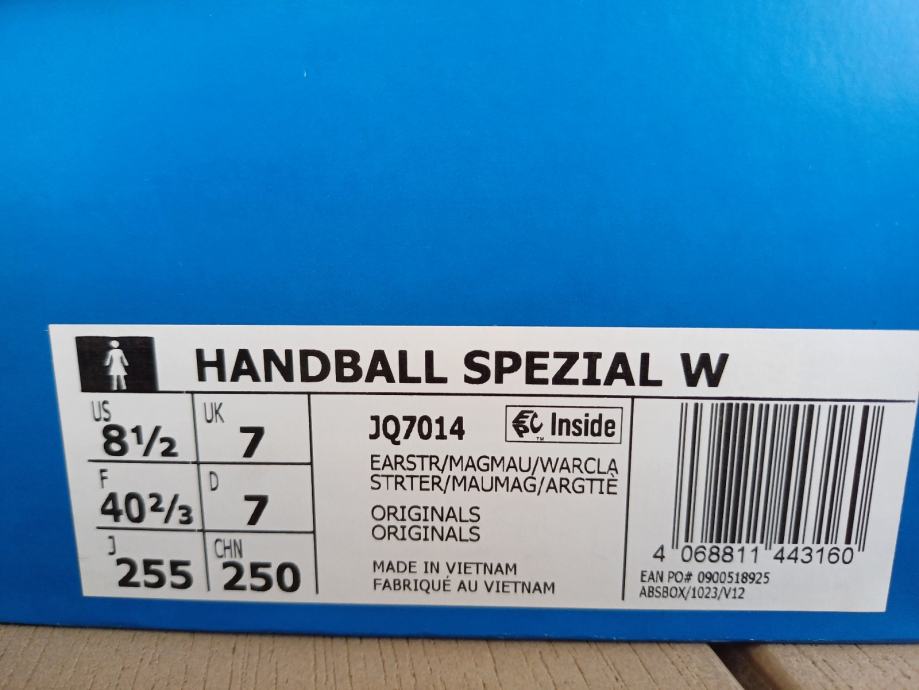 HANDBALL SPEZIAL W
US 8½
UK 7
F 40⅔
D 7
J 255
CHN 250
JQ7014
Inside
TM
EARSTR/MAGMAU/WARCLA
STRTER/MAUMAG/ARGTIÈ
ORIGINALS
ORIGINALS
MADE IN VIETNAM
FABRIQUÉ AU VIETNAM
4 068811 443160
EAN PO# 0900518925
ABSBOX/1023/V12